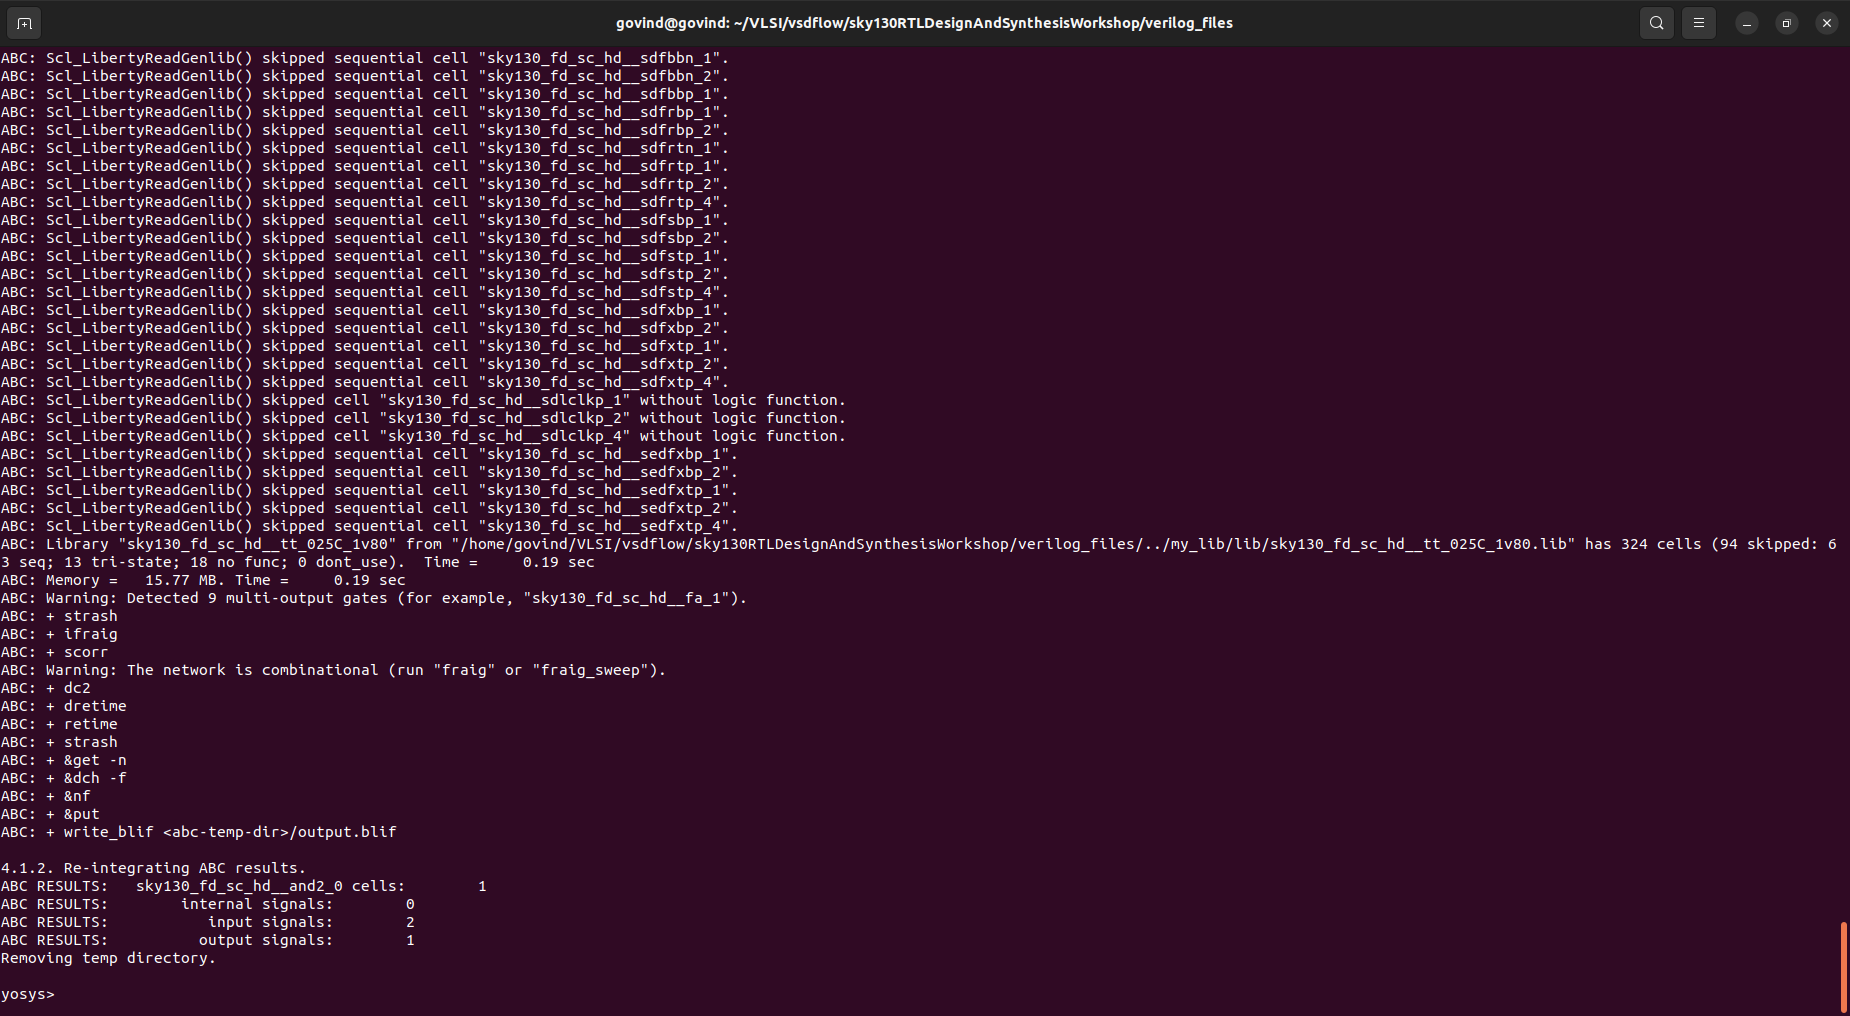 govind@govind: ~/VLSI/vsdflow/sky130RTLDesignAndSynthesisWorkshop/verilog_files
ABC: Scl_LibertyReadGenlib() skipped sequential cell "sky130_fd_sc_hd__sdfbbn_1".
ABC: Scl_LibertyReadGenlib() skipped sequential cell "sky130_fd_sc_hd__sdfbbn_2".
ABC: Scl_LibertyReadGenlib() skipped sequential cell "sky130_fd_sc_hd__sdfbbp_1".
ABC: Scl_LibertyReadGenlib() skipped sequential cell "sky130_fd_sc_hd__sdfrbp_1".
ABC: Scl_LibertyReadGenlib() skipped sequential cell "sky130_fd_sc_hd__sdfrbp_2".
ABC: Scl_LibertyReadGenlib() skipped sequential cell "sky130_fd_sc_hd__sdfrtn_1".
ABC: Scl_LibertyReadGenlib() skipped sequential cell "sky130_fd_sc_hd__sdfrtp_1".
ABC: Scl_LibertyReadGenlib() skipped sequential cell "sky130_fd_sc_hd__sdfrtp_2".
ABC: Scl_LibertyReadGenlib() skipped sequential cell "sky130_fd_sc_hd__sdfrtp_4".
ABC: Scl_LibertyReadGenlib() skipped sequential cell "sky130_fd_sc_hd__sdfsbp_1".
ABC: Scl_LibertyReadGenlib() skipped sequential cell "sky130_fd_sc_hd__sdfsbp_2".
ABC: Scl_LibertyReadGenlib() skipped sequential cell "sky130_fd_sc_hd__sdfstp_1".
ABC: Scl_LibertyReadGenlib() skipped sequential cell "sky130_fd_sc_hd__sdfstp_2".
ABC: Scl_LibertyReadGenlib() skipped sequential cell "sky130_fd_sc_hd__sdfstp_4".
ABC: Scl_LibertyReadGenlib() skipped sequential cell "sky130_fd_sc_hd__sdfxbp_1".
ABC: Scl_LibertyReadGenlib() skipped sequential cell "sky130_fd_sc_hd__sdfxbp_2".
ABC: Scl_LibertyReadGenlib() skipped sequential cell "sky130_fd_sc_hd__sdfxtp_1".
ABC: Scl_LibertyReadGenlib() skipped sequential cell "sky130_fd_sc_hd__sdfxtp_2".
ABC: Scl_LibertyReadGenlib() skipped sequential cell "sky130_fd_sc_hd__sdfxtp_4".
ABC: Scl_LibertyReadGenlib() skipped cell "sky130_fd_sc_hd__sdlclkp_1" without logic function.
ABC: Scl_LibertyReadGenlib() skipped cell "sky130_fd_sc_hd__sdlclkp_2" without logic function.
ABC: Scl_LibertyReadGenlib() skipped cell "sky130_fd_sc_hd__sdlclkp_4" without logic function.
ABC: Scl_LibertyReadGenlib() skipped sequential cell "sky130_fd_sc_hd__sedfxbp_1".
ABC: Scl_LibertyReadGenlib() skipped sequential cell "sky130_fd_sc_hd__sedfxbp_2".
ABC: Scl_LibertyReadGenlib() skipped sequential cell "sky130_fd_sc_hd__sedfxtp_1".
ABC: Scl_LibertyReadGenlib() skipped sequential cell "sky130_fd_sc_hd__sedfxtp_2".
ABC: Scl_LibertyReadGenlib() skipped sequential cell "sky130_fd_sc_hd__sedfxtp_4".
ABC: Library "sky130_fd_sc_hd__tt_025C_1v80" from "/home/govind/VLSI/vsdflow/sky130RTLDesignAndSynthesisWorkshop/verilog_files/../my_lib/lib/sky130_fd_sc_hd__tt_025C_1v80.lib" has 324 cells (94 skipped: 6
3 seq; 13 tri-state; 18 no func; 0 dont_use).  Time =     0.19 sec
ABC: Memory =   15.77 MB. Time =     0.19 sec
ABC: Warning: Detected 9 multi-output gates (for example, "sky130_fd_sc_hd__fa_1").
ABC: + strash
ABC: + ifraig
ABC: + scorr
ABC: Warning: The network is combinational (run "fraig" or "fraig_sweep").
ABC: + dc2
ABC: + dretime
ABC: + retime
ABC: + strash
ABC: + &get -n
ABC: + &dch -f
ABC: + &nf
ABC: + &put
ABC: + write_blif <abc-temp-dir>/output.blif
4.1.2. Re-integrating ABC results.
ABC RESULTS:   sky130_fd_sc_hd__and2_0 cells:        1
ABC RESULTS:        internal signals:        0
ABC RESULTS:           input signals:        2
ABC RESULTS:          output signals:        1
Removing temp directory.
yosys>